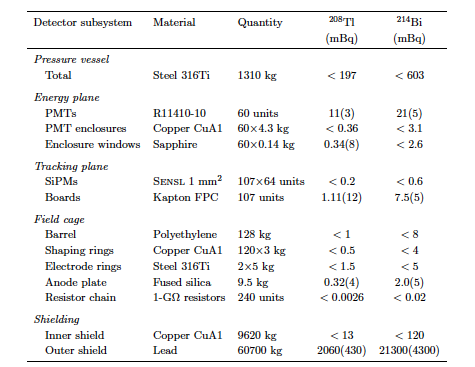 Detector subsystem Material Quantity ²⁰⁸Tl ²¹⁴Bi
(mBq) (mBq)
Pressure vessel
Total Steel 316Ti 1310 kg < 197 < 603
Energy plane
PMTs R11410-10 60 units 11(3) 21(5)
PMT enclosures Copper CuA1 60×4.3 kg < 0.36 < 3.1
Enclosure windows Sapphire 60×0.14 kg 0.34(8) < 2.6
Tracking plane
SiPMs SENSL 1 mm² 107×64 units < 0.2 < 0.6
Boards Kapton FPC 107 units 1.11(12) 7.5(5)
Field cage
Barrel Polyethylene 128 kg < 1 < 8
Shaping rings Copper CuA1 120×3 kg < 0.5 < 4
Electrode rings Steel 316Ti 2×5 kg < 1.5 < 5
Anode plate Fused silica 9.5 kg 0.32(4) 2.0(5)
Resistor chain 1-GΩ resistors 240 units < 0.0026 < 0.02
Shielding
Inner shield Copper CuA1 9620 kg < 13 < 120
Outer shield Lead 60700 kg 2060(430) 21300(4300)